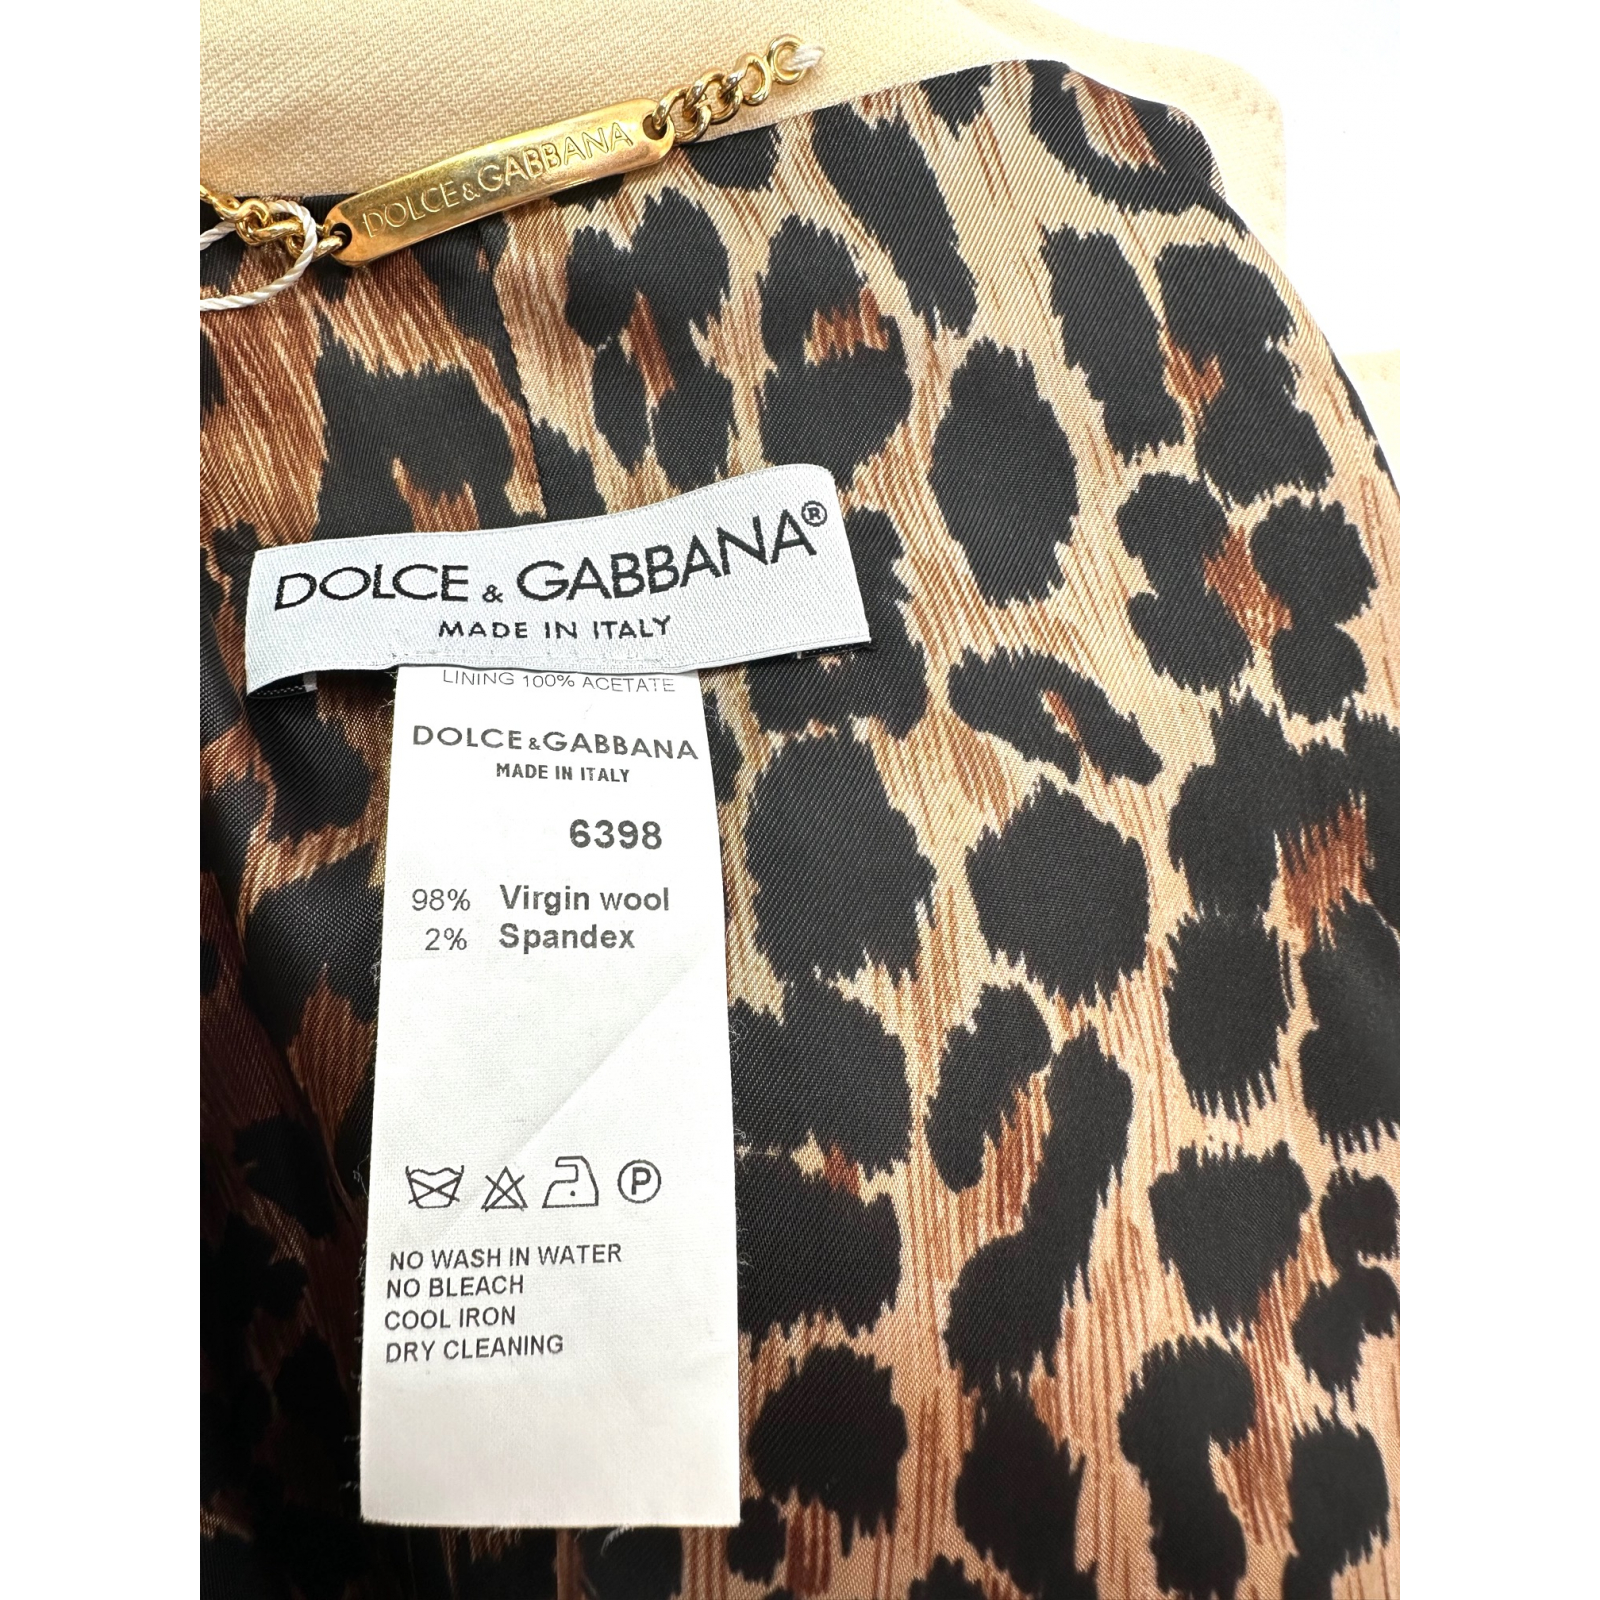 DOLCE&GABBANA
DOLCE & GABBANA®
MADE IN ITALY
LINING 100% ACETATE
DOLCE&GABBANA
MADE IN ITALY
6398
98% Virgin wool
2% Spandex
P
NO WASH IN WATER
NO BLEACH
COOL IRON
DRY CLEANING